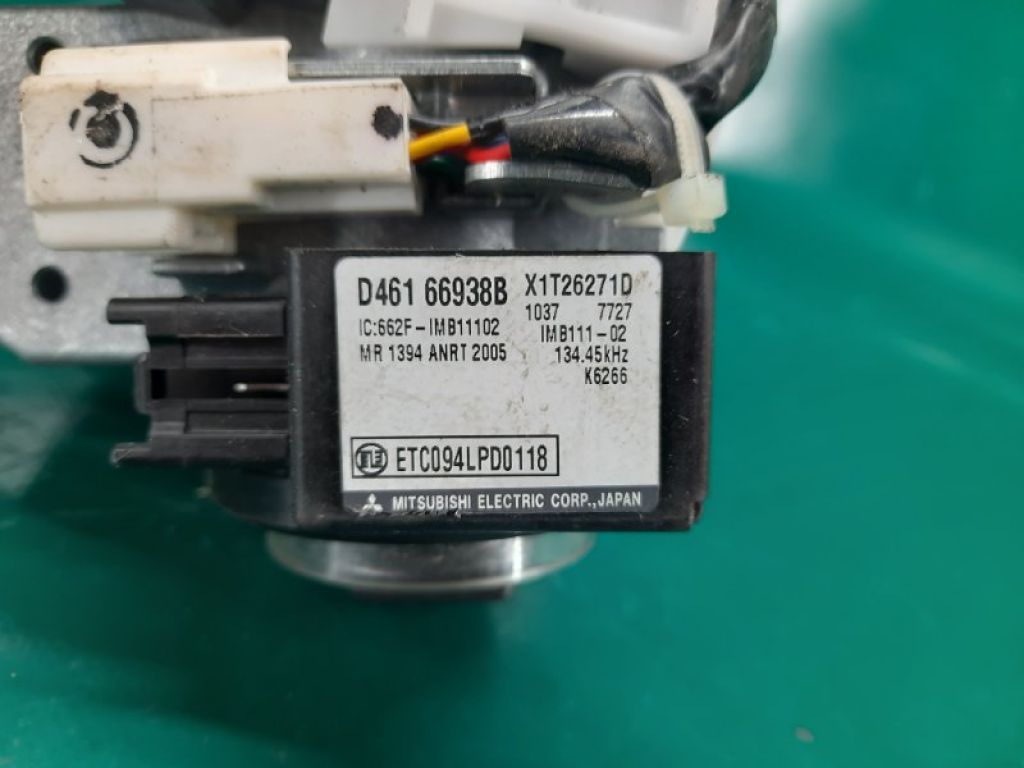 D461 66938B X1T26271D
1037 7727
IC:662F-IMB11102 IMB111-02
MR 1394 ANRT 2005 134.45kHz
K6266
ETC094LPD0118
MITSUBISHI ELECTRIC CORP.,JAPAN